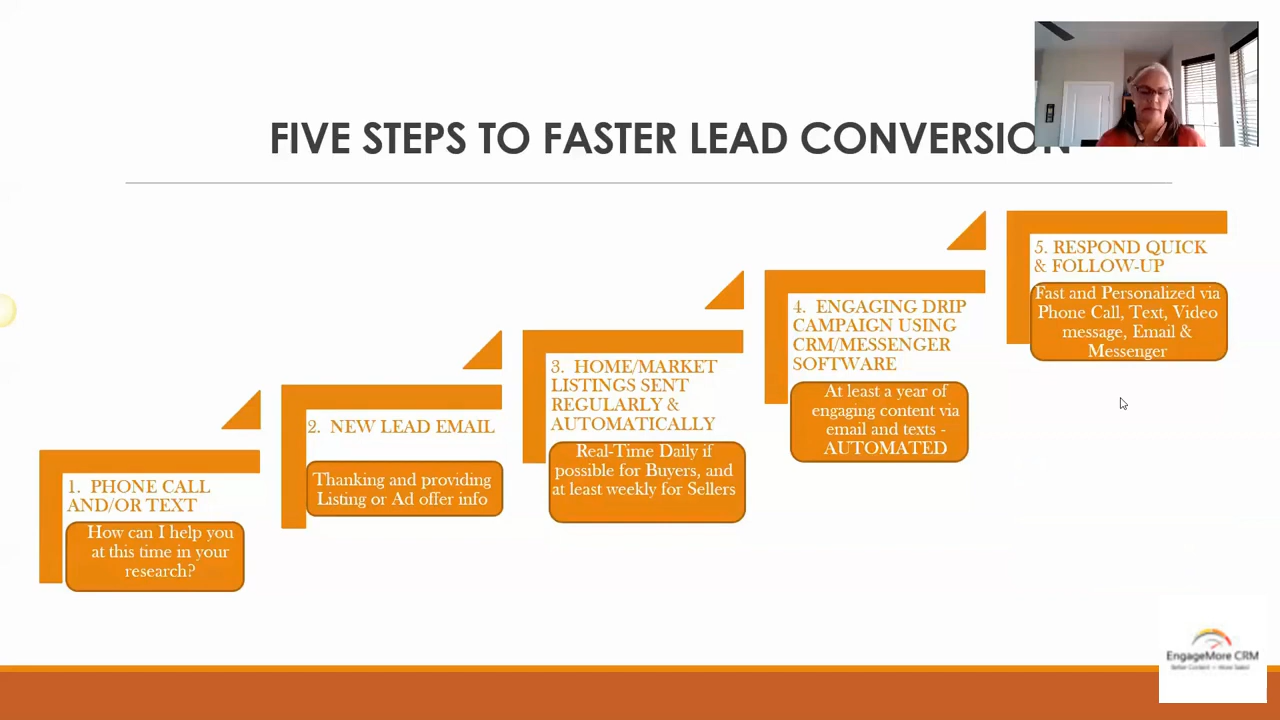 FIVE STEPS TO FASTER LEAD CONVERSION
1. PHONE CALL
AND/OR TEXT
How can I help you
at this time in your
research?
2. NEW LEAD EMAIL
Thanking and providing
Listing or Ad offer info
3. HOME/MARKET
LISTINGS SENT
REGULARLY &
AUTOMATICALLY
Real-Time Daily if
possible for Buyers, and
at least weekly for Sellers
4. ENGAGING DRIP
CAMPAIGN USING
CRM/MESSENGER
SOFTWARE
At least a year of
engaging content via
email and texts -
AUTOMATED
5. RESPOND QUICK
& FOLLOW-UP
Fast and Personalized via
Phone Call, Text, Video
message, Email &
Messenger
EngageMore CRM
Better Content = More Sales!